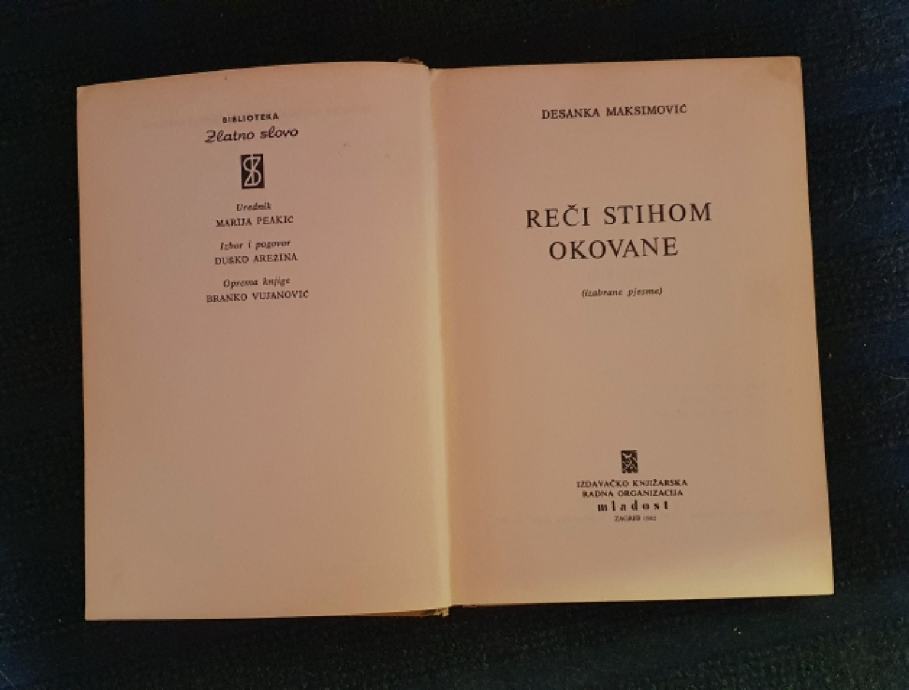 BIBLIOTEKA
Zlatno slovo
Urednik
MARIJA PEAKIĆ
Izbor i pogovor
DUŠKO AREŽINA
Oprema knjige
BRANKO VUJANOVIĆ
DESANKA MAKSIMOVIĆ
REČI STIHOM
OKOVANE
(izabrane pjesme)
IZDAVAČKO KNJIŽARSKA
RADNA ORGANIZACIJA
mladost
ZAGREB